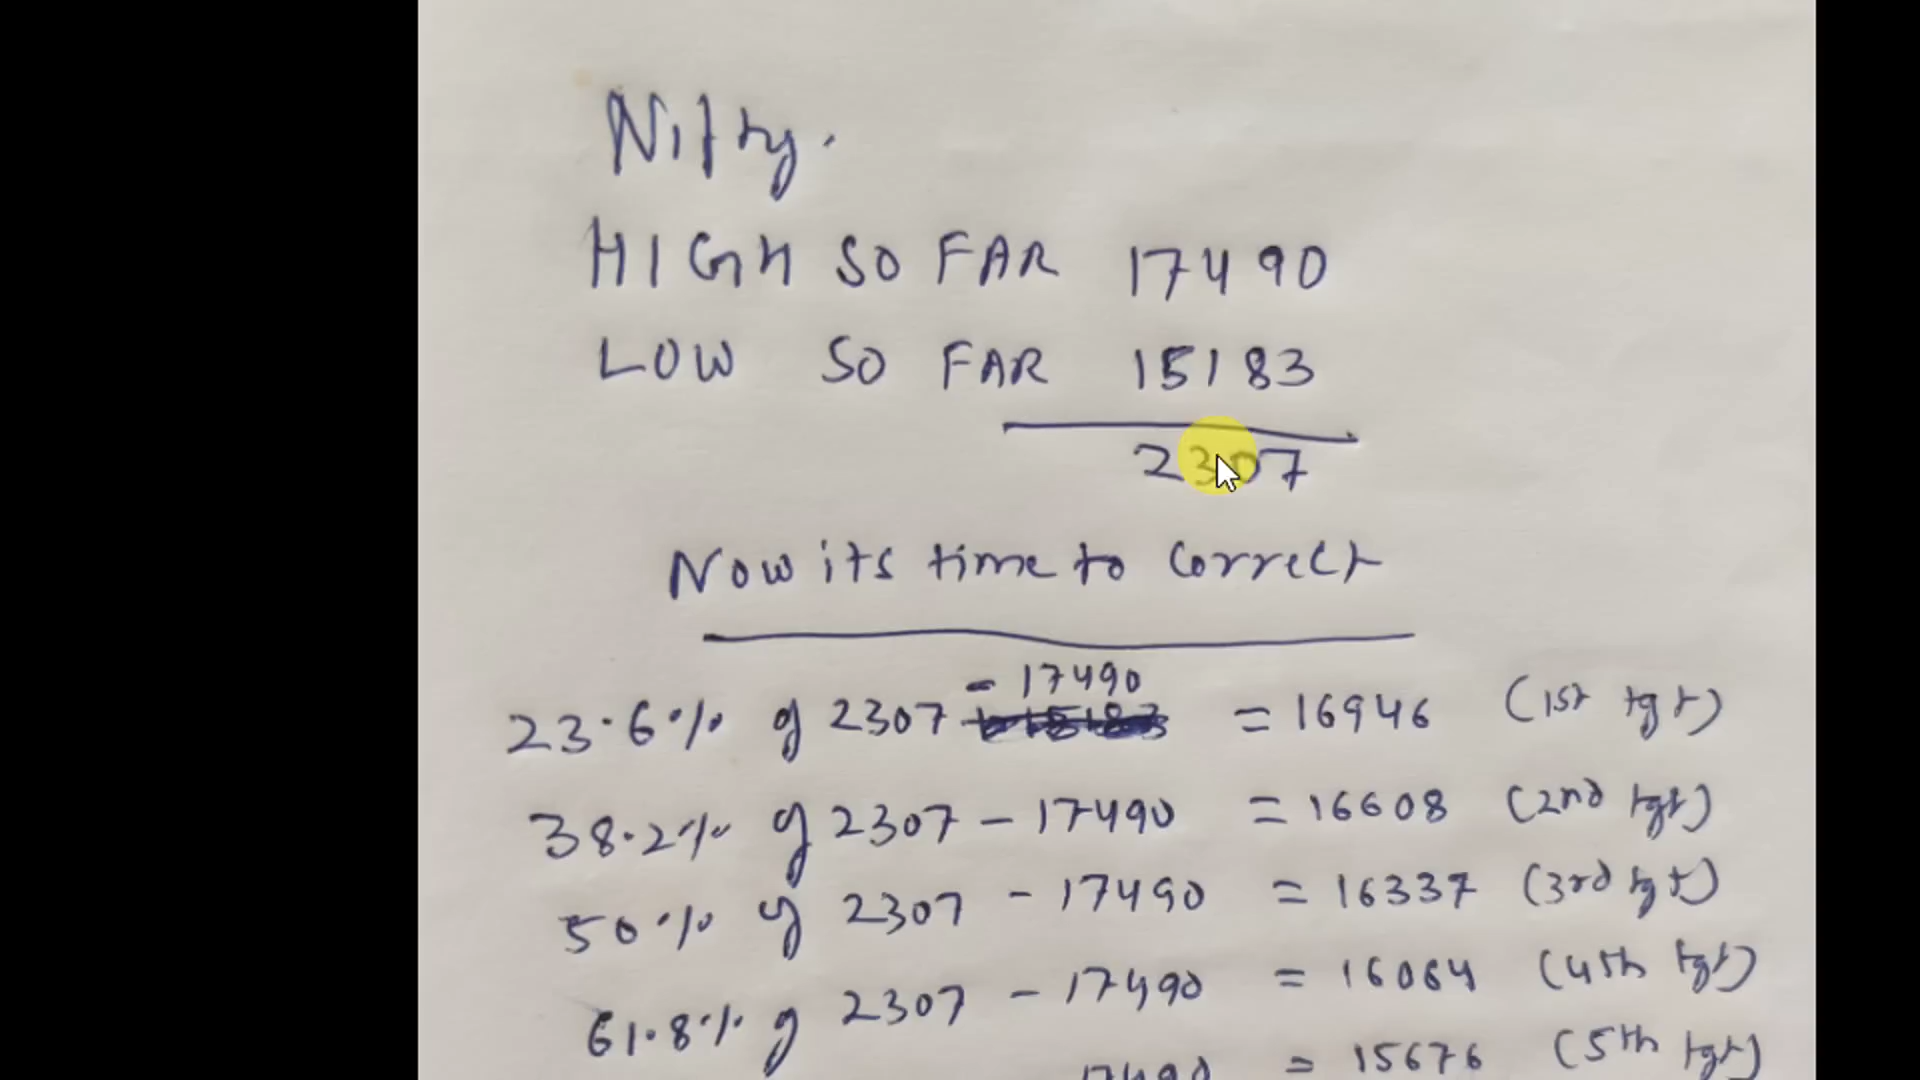 Nifty.
HIGH SO FAR 17490
LOW SO FAR 15183
2307
Now its time to correct
- 17490
23.6% of 2307 = 16946 (1st tgt)
38.2% of 2307 - 17490 = 16608 (2nd tgt)
50% of 2307 - 17490 = 16337 (3rd tgt)
61.8% of 2307 - 17490 = 16064 (4th tgt)
17490 = 15676 (5th tgt)